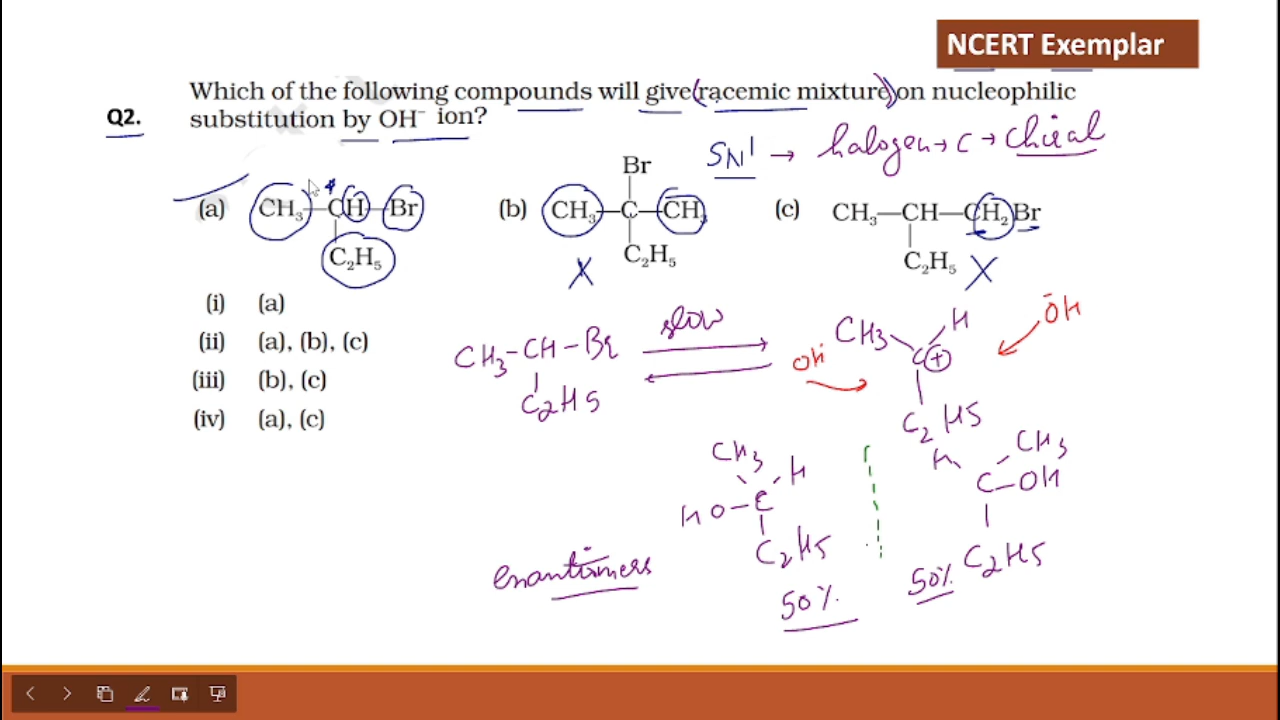 NCERT Exemplar
Q2. Which of the following compounds will give racemic mixture on nucleophilic
substitution by OH⁻ ion?
SN1 → halogen → C → chiral
(a) CH₃—CH—Br
C₂H₅
(b) Br
CH₃—C—CH₃
C₂H₅
(c) CH₃—CH—CH₂Br
C₂H₅
X
X
(i) (a)
(ii) (a), (b), (c)
(iii) (b), (c)
(iv) (a), (c)
CH₃-CH-Br
C₂H5
slow
OH
CH₃ H
C⊕
C₂H5
ŌH
CH₃ H
HO-C
C₂H5
50%
H CH₃
C-OH
C₂H5
50%
enantiomers